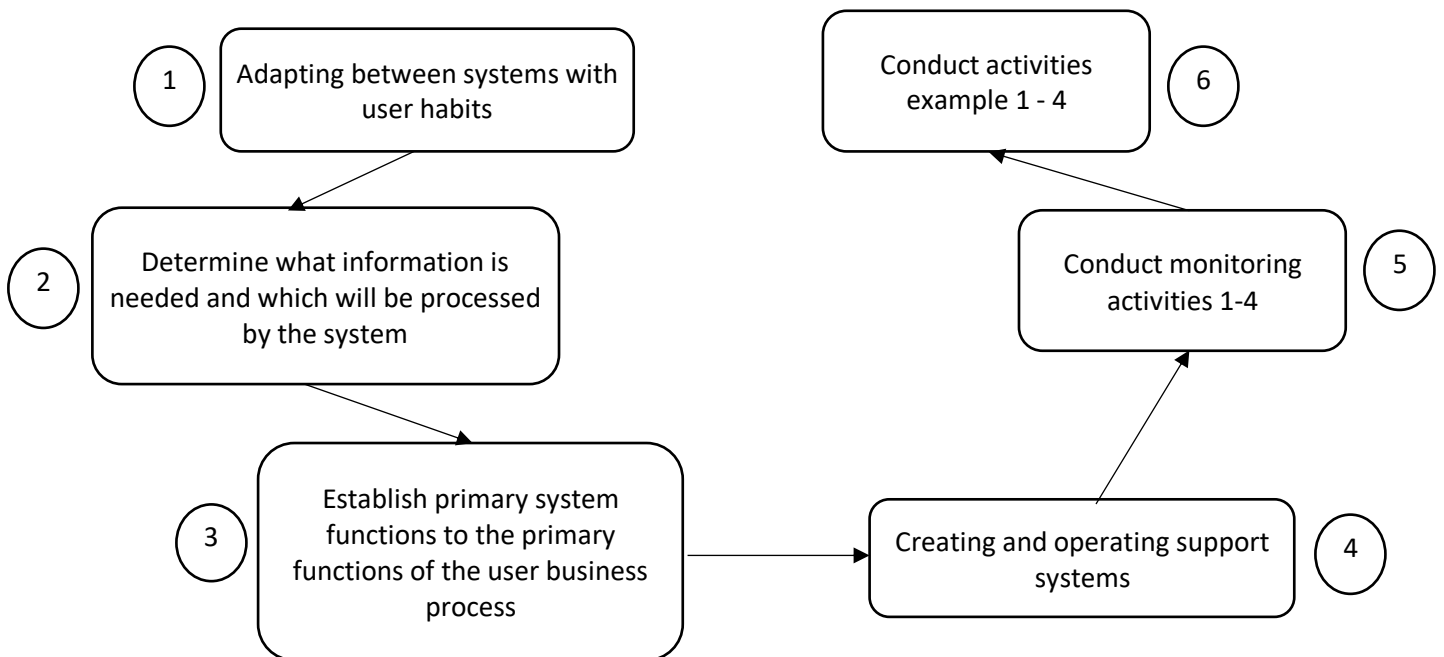 1
Adapting between systems with
user habits
2
Determine what information is
needed and which will be processed
by the system
3
Establish primary system
functions to the primary
functions of the user business
process
4
Creating and operating support
systems
5
Conduct monitoring
activities 1-4
6
Conduct activities
example 1 - 4